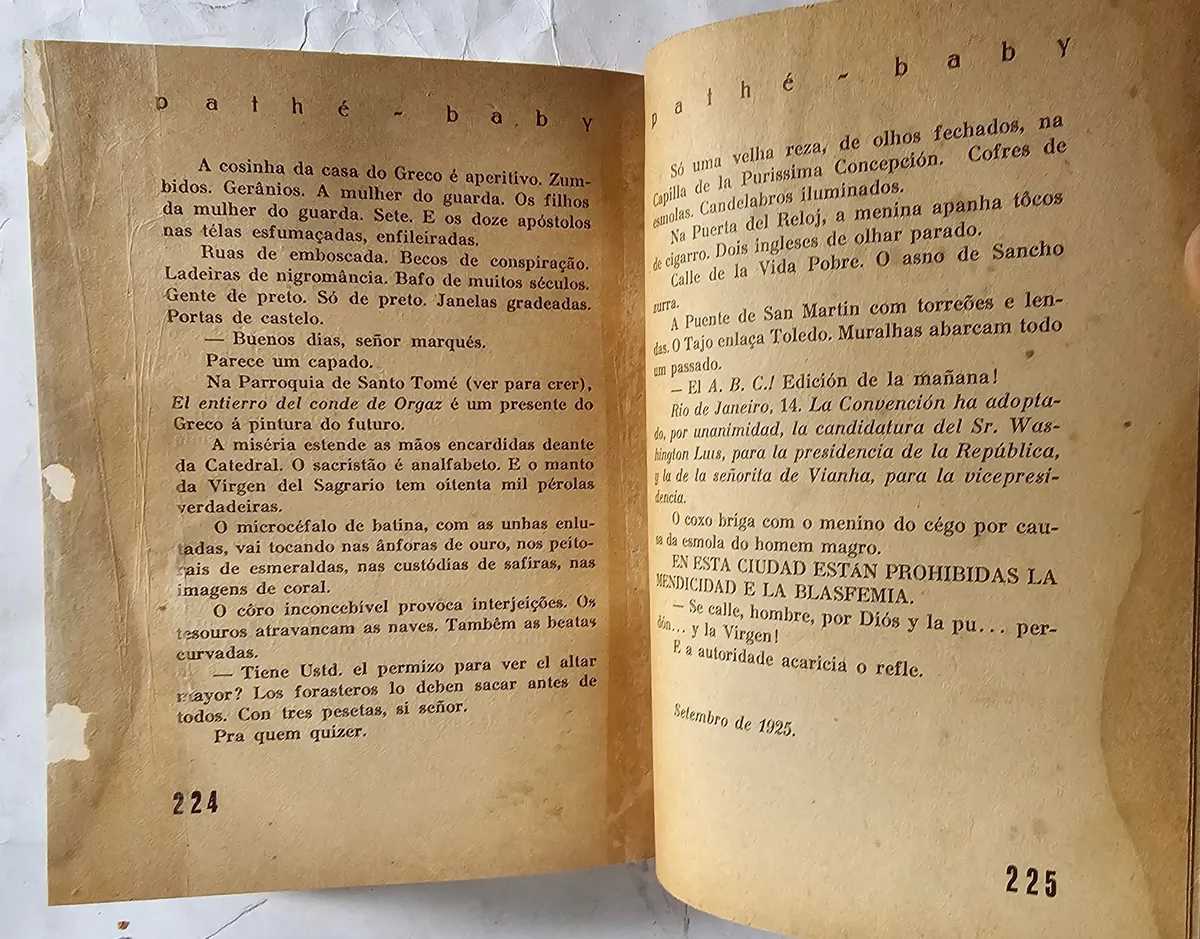 pathé-baby
A cosinha da casa do Greco é aperitivo. Zum-
bidos. Gerânios. A mulher do guarda. Os filhos
da mulher do guarda. Sete. E os doze apóstolos
nas télas esfumaçadas, enfileiradas.
Ruas de emboscada. Becos de conspiração.
Ladeiras de nigromância. Bafo de muitos séculos.
Gente de preto. Só de preto. Janelas gradeadas.
Portas de castelo.
— Buenos dias, señor marqués.
Parece um capado.
Na Parroquia de Santo Tomé (ver para crer),
El entierro del conde de Orgaz é um presente do
Greco á pintura do futuro.
A miséria estende as mãos encardidas deante
da Catedral. O sacristão é analfabeto. E o manto
da Virgen del Sagrario tem oitenta mil pérolas
verdadeiras.
O microcéfalo de batina, com as unhas enlu-
tadas, vai tocando nas ânforas de ouro, nos peito-
rais de esmeraldas, nas custódias de safiras, nas
imagens de coral.
O côro inconcebível provoca interjeições. Os
tesouros atravancam as naves. Também as beatas
curvadas.
— Tiene Ustd. el permizo para ver el altar
mayor? Los forasteros lo deben sacar antes de
todos. Con tres pesetas, si señor.
Pra quem quizer.
224
pathé-baby
Só uma velha reza, de olhos fechados, na
Capilla de la Purissima Concepción. Cofres de
esmolas. Candelabros iluminados.
Na Puerta del Reloj, a menina apanha tôcos
de cigarro. Dois ingleses de olhar parado.
Calle de la Vida Pobre. O asno de Sancho
zurra.
A Puente de San Martin com torreões e len-
das. O Tajo enlaça Toledo. Muralhas abarcam todo
um passado.
— El A. B. C.! Edición de la mañana!
Rio de Janeiro, 14. La Convención ha adopta-
do, por unanimidad, la candidatura del Sr. Was-
hington Luis, para la presidencia de la República,
y la de la señorita de Vianha, para la vicepresi-
dencia.
O coxo briga com o menino do cégo por cau-
sa da esmola do homem magro.
EN ESTA CIUDAD ESTÁN PROHIBIDAS LA
MENDICIDAD E LA BLASFEMIA.
— Se calle, hombre, por Diós y la pu... per-
dón... y la Virgen!
E a autoridade acaricia o refle.
Setembro de 1925.
225